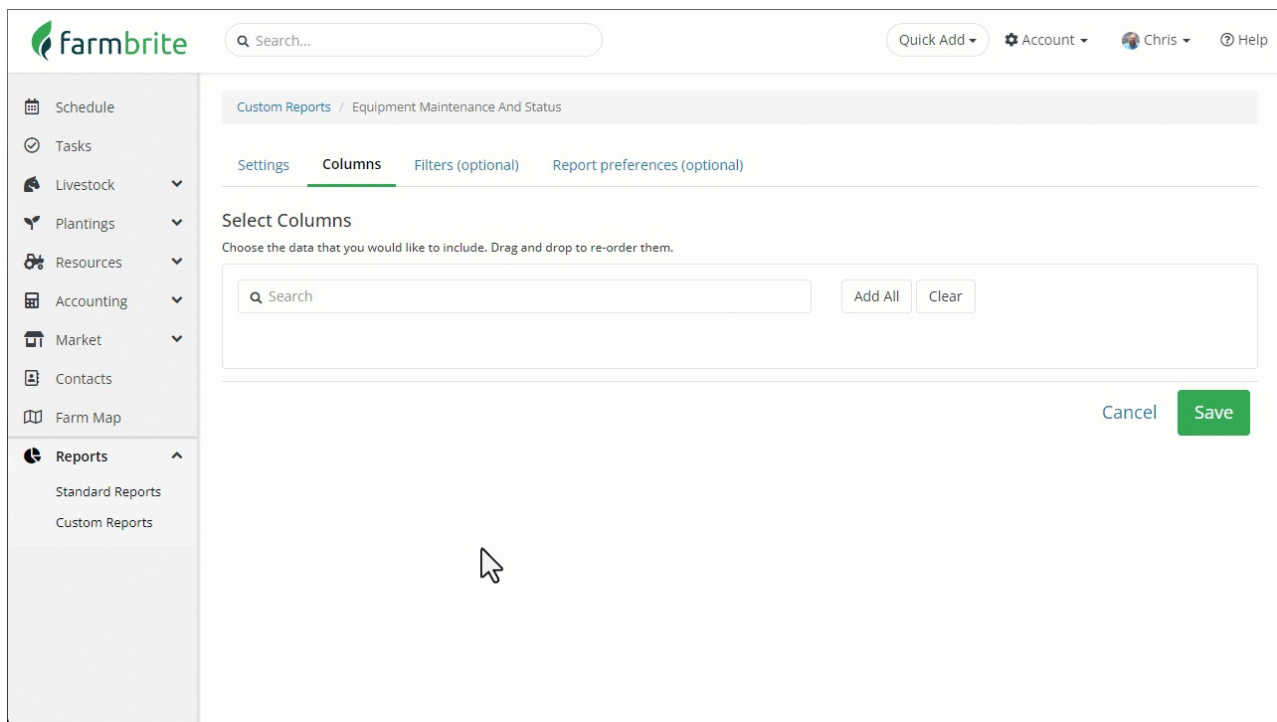 farmbrite
Search...
Quick Add
Account
Chris
Help
Schedule
Tasks
Livestock
Plantings
Resources
Accounting
Market
Contacts
Farm Map
Reports
Standard Reports
Custom Reports
Custom Reports / Equipment Maintenance And Status
Settings
Columns
Filters (optional)
Report preferences (optional)
Select Columns
Choose the data that you would like to include. Drag and drop to re-order them.
Search
Add All
Clear
Cancel
Save